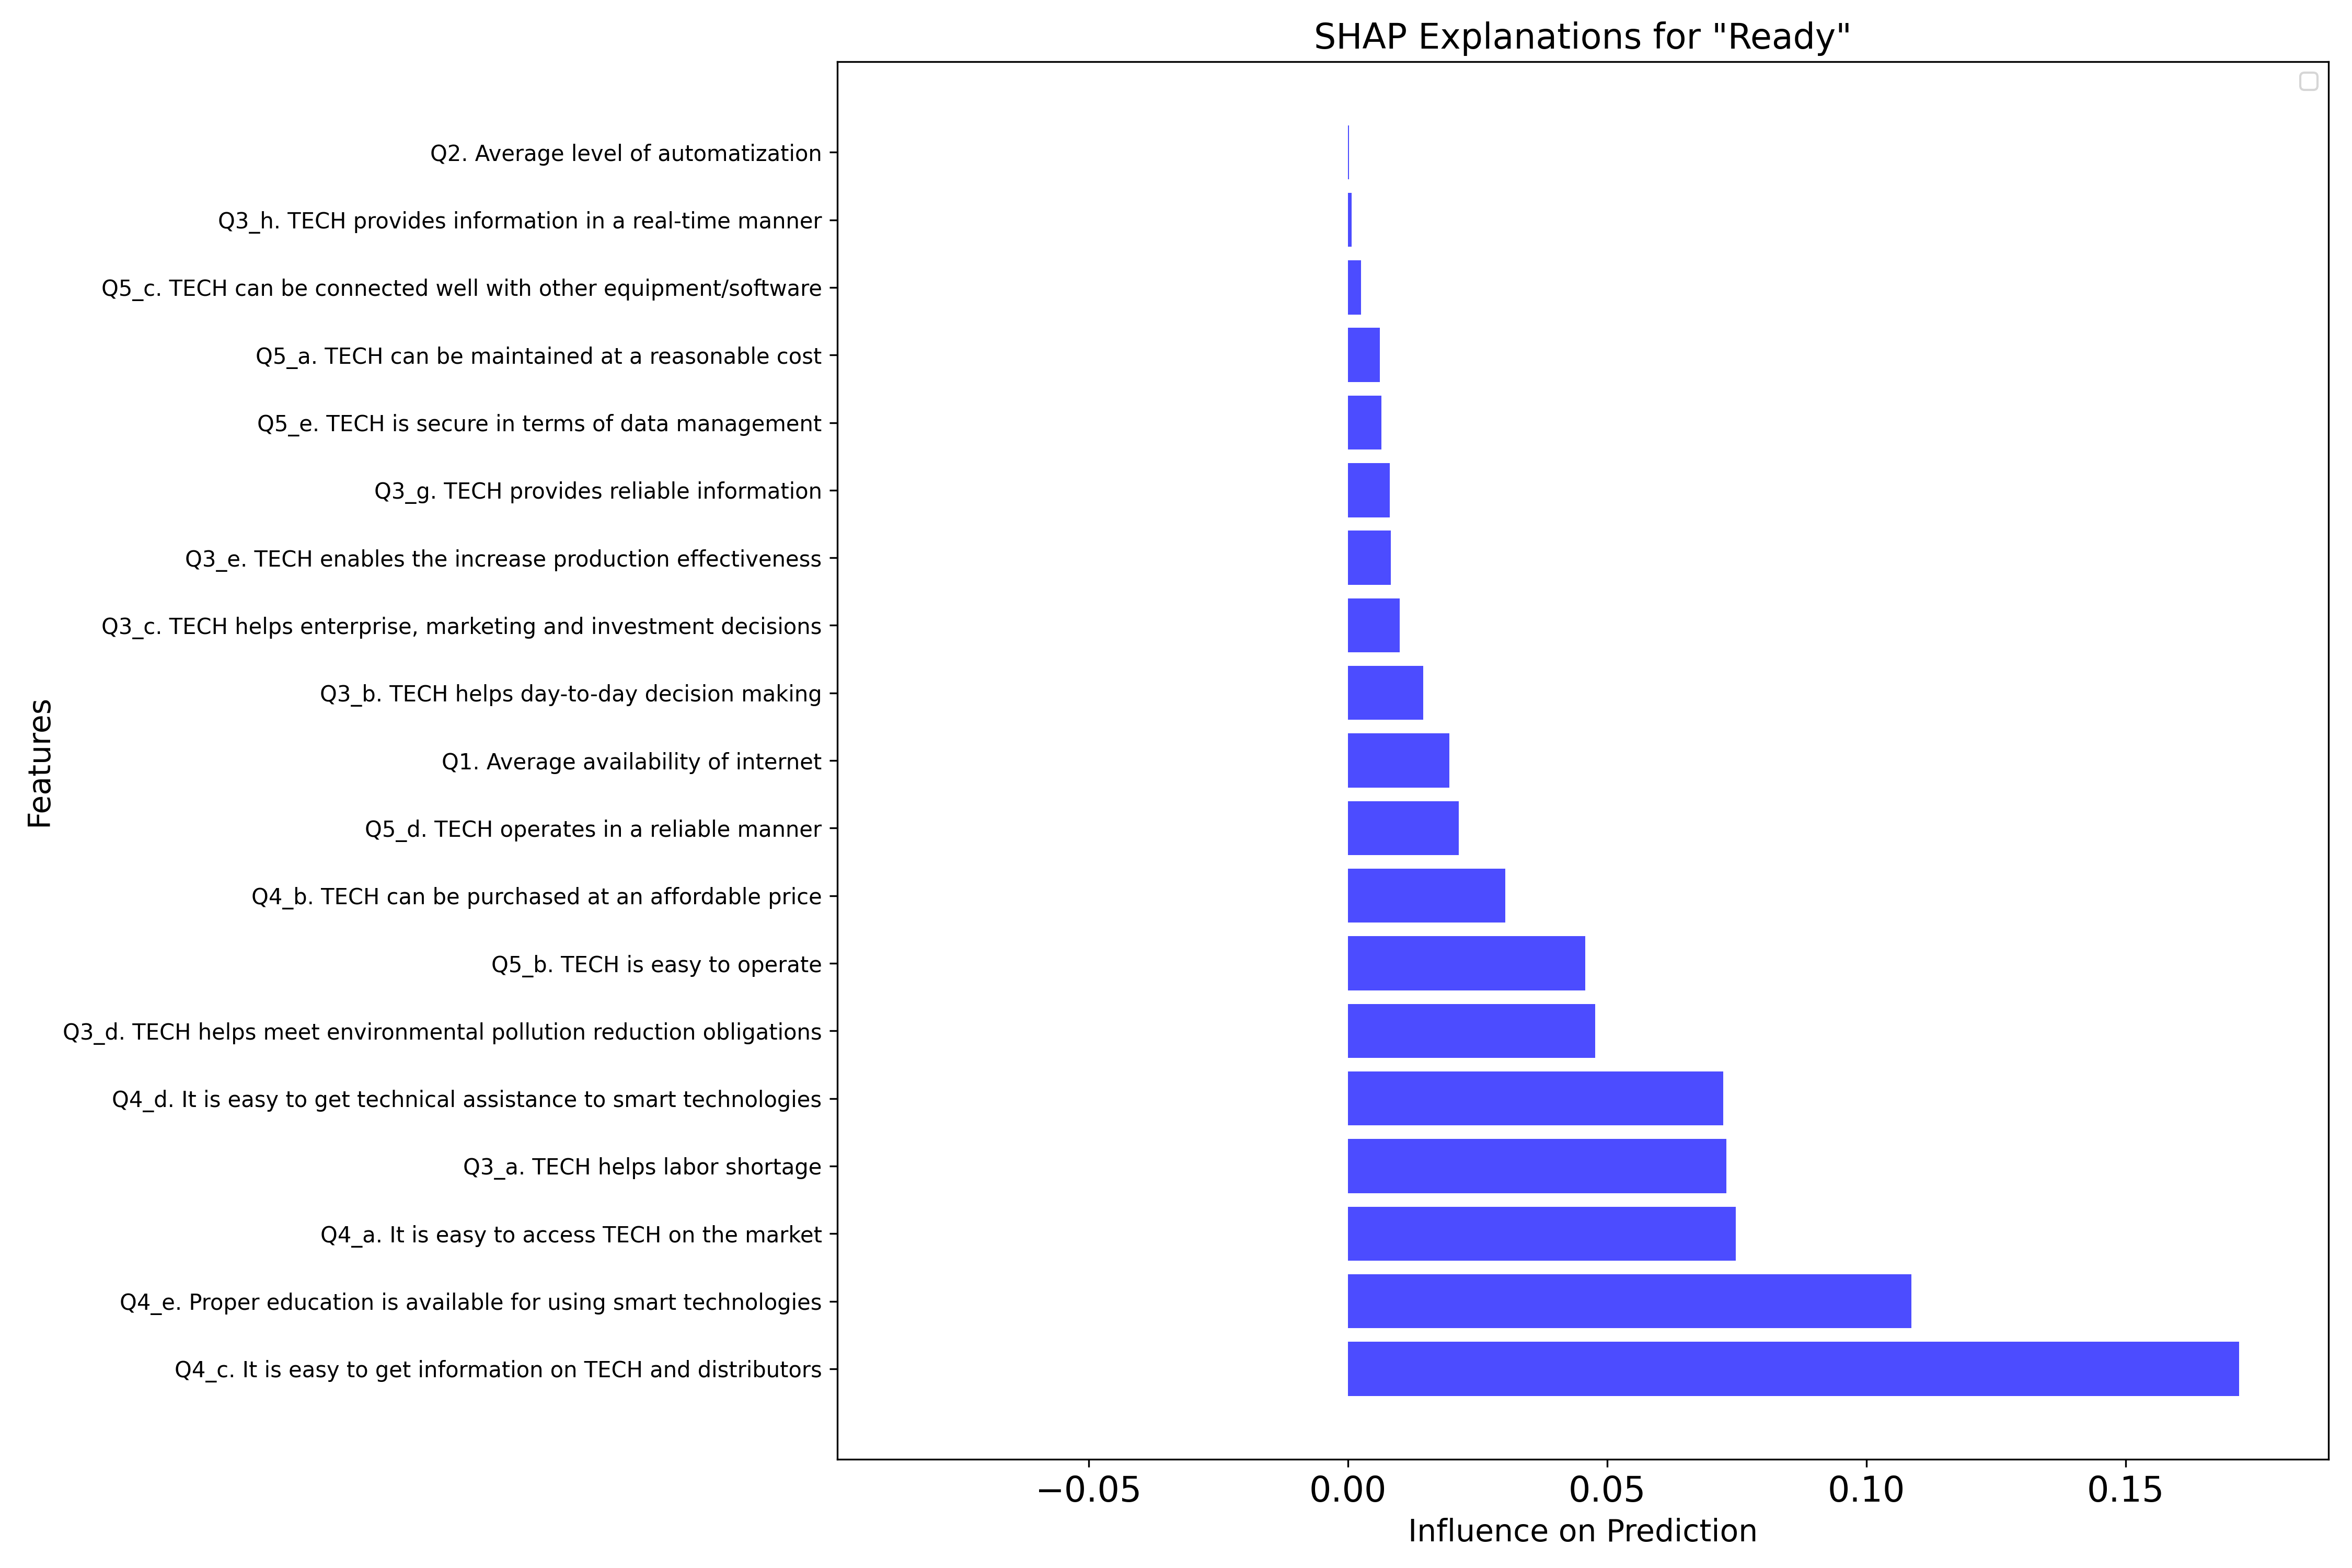 SHAP Explanations for "Ready"
Q2. Average level of automatization
Q3_h. TECH provides information in a real-time manner
Q5_c. TECH can be connected well with other equipment/software
Q5_a. TECH can be maintained at a reasonable cost
Q5_e. TECH is secure in terms of data management
Q3_g. TECH provides reliable information
Q3_e. TECH enables the increase production effectiveness
Q3_c. TECH helps enterprise, marketing and investment decisions
Q3_b. TECH helps day-to-day decision making
Q1. Average availability of internet
Q5_d. TECH operates in a reliable manner
Q4_b. TECH can be purchased at an affordable price
Q5_b. TECH is easy to operate
Q3_d. TECH helps meet environmental pollution reduction obligations
Q4_d. It is easy to get technical assistance to smart technologies
Q3_a. TECH helps labor shortage
Q4_a. It is easy to access TECH on the market
Q4_e. Proper education is available for using smart technologies
Q4_c. It is easy to get information on TECH and distributors
Features
−0.05 0.00 0.05 0.10 0.15
Influence on Prediction